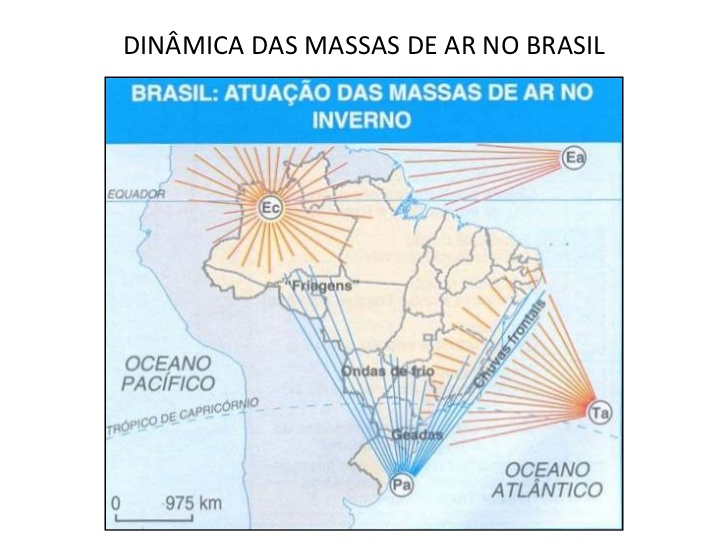 DINÂMICA DAS MASSAS DE AR NO BRASIL
BRASIL: ATUAÇÃO DAS MASSAS DE AR NO
INVERNO
Ea
EQUADOR
Ec
"Friagens"
Chuvas frontais
OCEANO
PACÍFICO
Ondas de frio
TRÓPICO DE CAPRICÓRNIO
Ta
Geadas
OCEANO
ATLÂNTICO
Pa
0 975 km